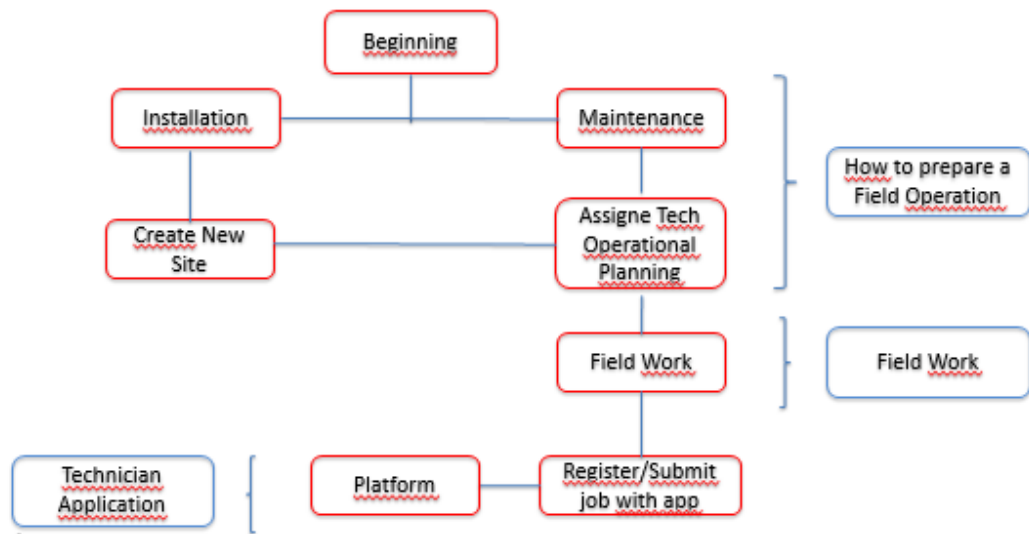 Beginning
Installation
Maintenance
How to prepare a
Field Operation
Create New
Site
Assigne Tech
Operational
Planning
Field Work
Field Work
Technician
Application
Platform
Register/Submit
job with app